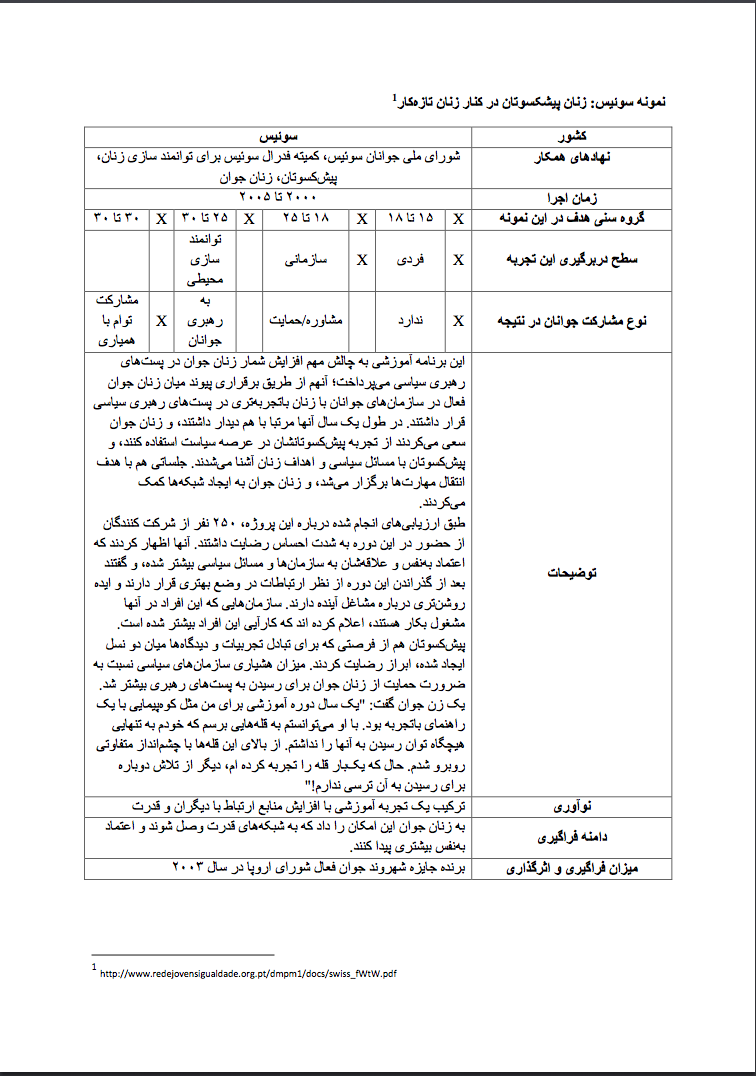 نمونه سوئیس: زنان پیشکسوتان در کنار زنان تازه‌کار1
کشور سوئیس
نهادهای همکار شورای ملی جوانان سوئیس، کمیته فدرال سوئیس برای توانمند سازی زنان،
پیش‌کسوتان، زنان جوان
زمان اجرا ۲۰۰۰ تا ۲۰۰۵
گروه سنی هدف در این نمونه X ۱۵ تا ۱۸ X ۱۸ تا ۲۵ X ۲۵ تا ۳۰ X ۳۰ تا ۳۰
سطح دربرگیری این تجربه X فردی X سازمانی توانمند
سازی
محیطی
نوع مشارکت جوانان در نتیجه X ندارد مشاوره/حمایت به
رهبری
جوانان X مشارکت
توام با
همیاری
توضیحات
این برنامه آموزشی به چالش مهم افزایش شمار زنان جوان در پست‌های
رهبری سیاسی می‌پرداخت؛ آنهم از طریق برقراری پیوند میان زنان جوان
فعال در سازمان‌های جوانان با زنان باتجربه‌تری در پست‌های رهبری سیاسی
قرار داشتند. در طول یک سال آنها مرتبا با هم دیدار داشتند، و زنان جوان
سعی می‌کردند از تجربه پیش‌کسوتانشان در عرصه سیاست استفاده کنند، و
پیش‌کسوتان با مسائل سیاسی و اهداف زنان آشنا می‌شدند. جلساتی هم با هدف
انتقال مهارت‌ها برگزار می‌شد، و زنان جوان به ایجاد شبکه‌ها کمک
می‌کردند.
طبق ارزیابی‌های انجام شده درباره این پروژه، ۲۵۰ نفر از شرکت کنندگان
از حضور در این دوره به شدت احساس رضایت داشتند. آنها اظهار کردند که
اعتماد به‌نفس و علاقه‌شان به سازمان‌ها و مسائل سیاسی بیشتر شده، و گفتند
بعد از گذراندن این دوره از نظر ارتباطات در وضع بهتری قرار دارند و ایده
روشن‌تری درباره مشاغل آینده دارند. سازمان‌هایی که این افراد در آنها
مشغول بکار هستند، اعلام کرده اند که کارآیی این افراد بیشتر شده است.
پیش‌کسوتان هم از فرصتی که برای تبادل تجربیات و دیدگاه‌ها میان دو نسل
ایجاد شده، ابراز رضایت کردند. میزان هشیاری سازمان‌های سیاسی نسبت به
ضرورت حمایت از زنان جوان برای رسیدن به پست‌های رهبری بیشتر شد.
یک زن جوان گفت: "یک سال دوره آموزشی برای من مثل کوه‌پیمایی با یک
راهنمای باتجربه بود. با او می‌توانستم به قله‌هایی برسم که خودم به تنهایی
هیچگاه توان رسیدن به آنها را نداشتم. از بالای این قله‌ها با چشم‌انداز متفاوتی
روبرو شدم. حال که یک‌بار قله را تجربه کرده ام، دیگر از تلاش دوباره
برای رسیدن به آن ترسی ندارم!"
نوآوری ترکیب یک تجربه آموزشی با افزایش منابع ارتباط با دیگران و قدرت
دامنه فراگیری به زنان جوان این امکان را داد که به شبکه‌های قدرت وصل شوند و اعتماد
به‌نفس بیشتری پیدا کنند.
میزان فراگیری و اثرگذاری برنده جایزه شهروند جوان فعال شورای اروپا در سال ۲۰۰۳
1 http://www.redejovensigualdade.org.pt/dmpm1/docs/swiss_fWtW.pdf